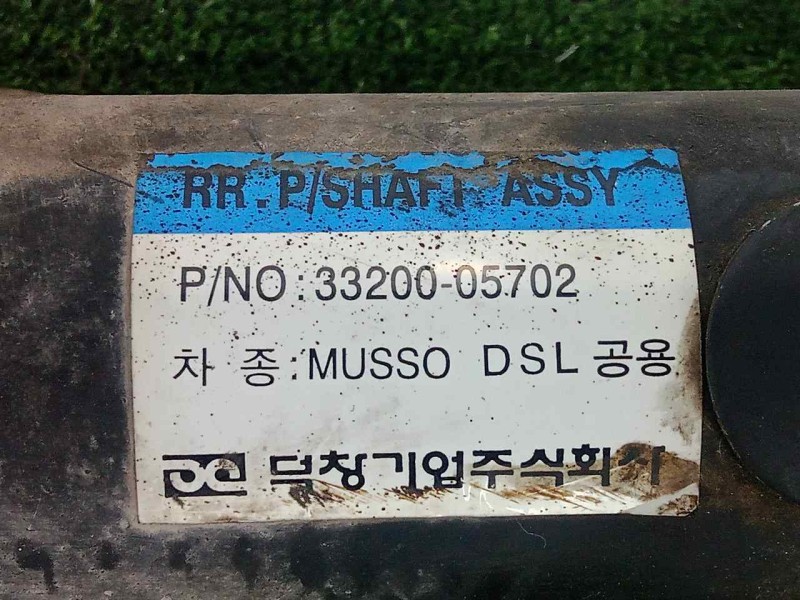 RR.P/SHAFT ASSY
P/NO:33200-05702
차 종:MUSSO DSL 공용
덕창기업주식회사